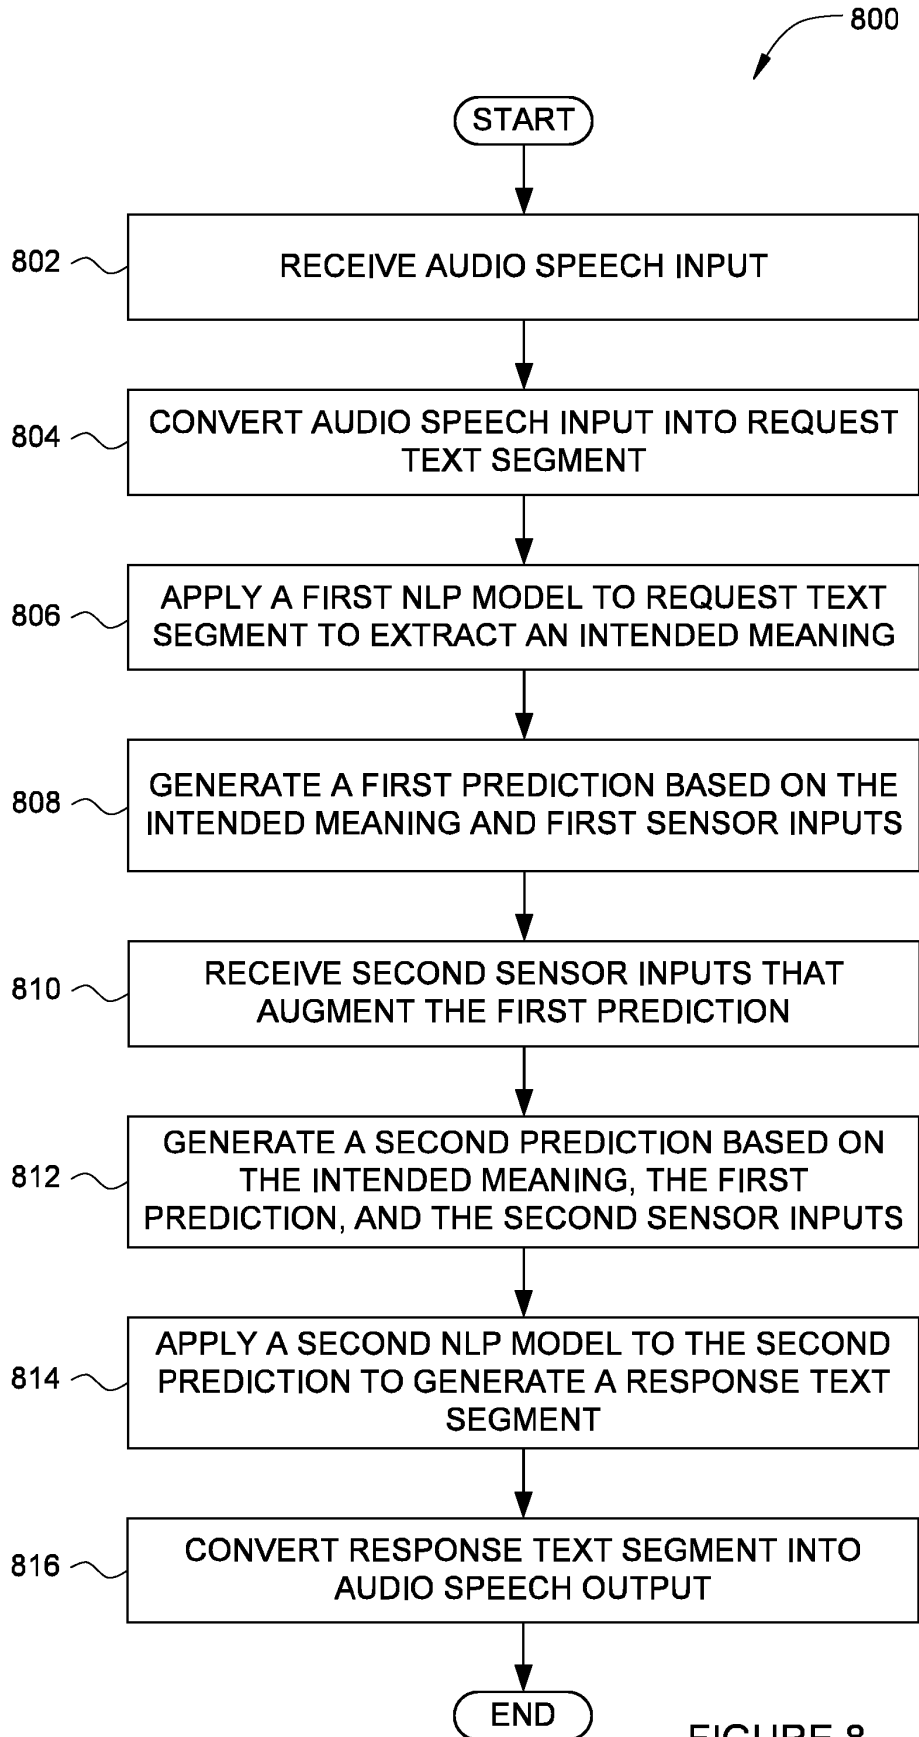 800
START
802
RECEIVE AUDIO SPEECH INPUT
804
CONVERT AUDIO SPEECH INPUT INTO REQUEST
TEXT SEGMENT
806
APPLY A FIRST NLP MODEL TO REQUEST TEXT
SEGMENT TO EXTRACT AN INTENDED MEANING
808
GENERATE A FIRST PREDICTION BASED ON THE
INTENDED MEANING AND FIRST SENSOR INPUTS
810
RECEIVE SECOND SENSOR INPUTS THAT
AUGMENT THE FIRST PREDICTION
812
GENERATE A SECOND PREDICTION BASED ON
THE INTENDED MEANING, THE FIRST
PREDICTION, AND THE SECOND SENSOR INPUTS
814
APPLY A SECOND NLP MODEL TO THE SECOND
PREDICTION TO GENERATE A RESPONSE TEXT
SEGMENT
816
CONVERT RESPONSE TEXT SEGMENT INTO
AUDIO SPEECH OUTPUT
END
FIGURE 8